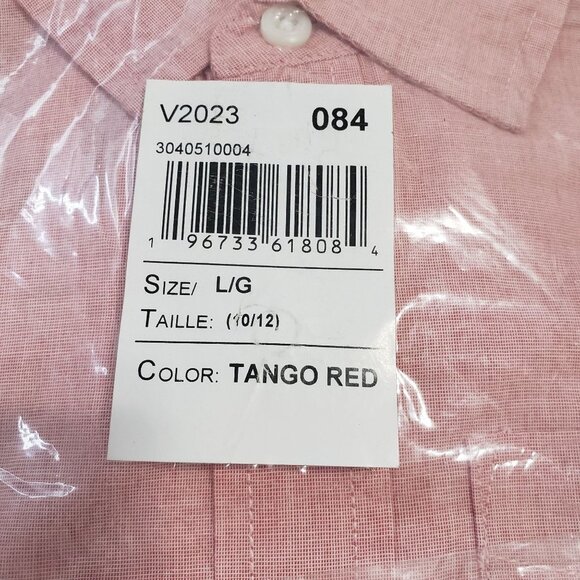 V2023 084
3040510004
1 96733 61808 4
SIZE/ L/G
TAILLE: (10/12)
COLOR: TANGO RED